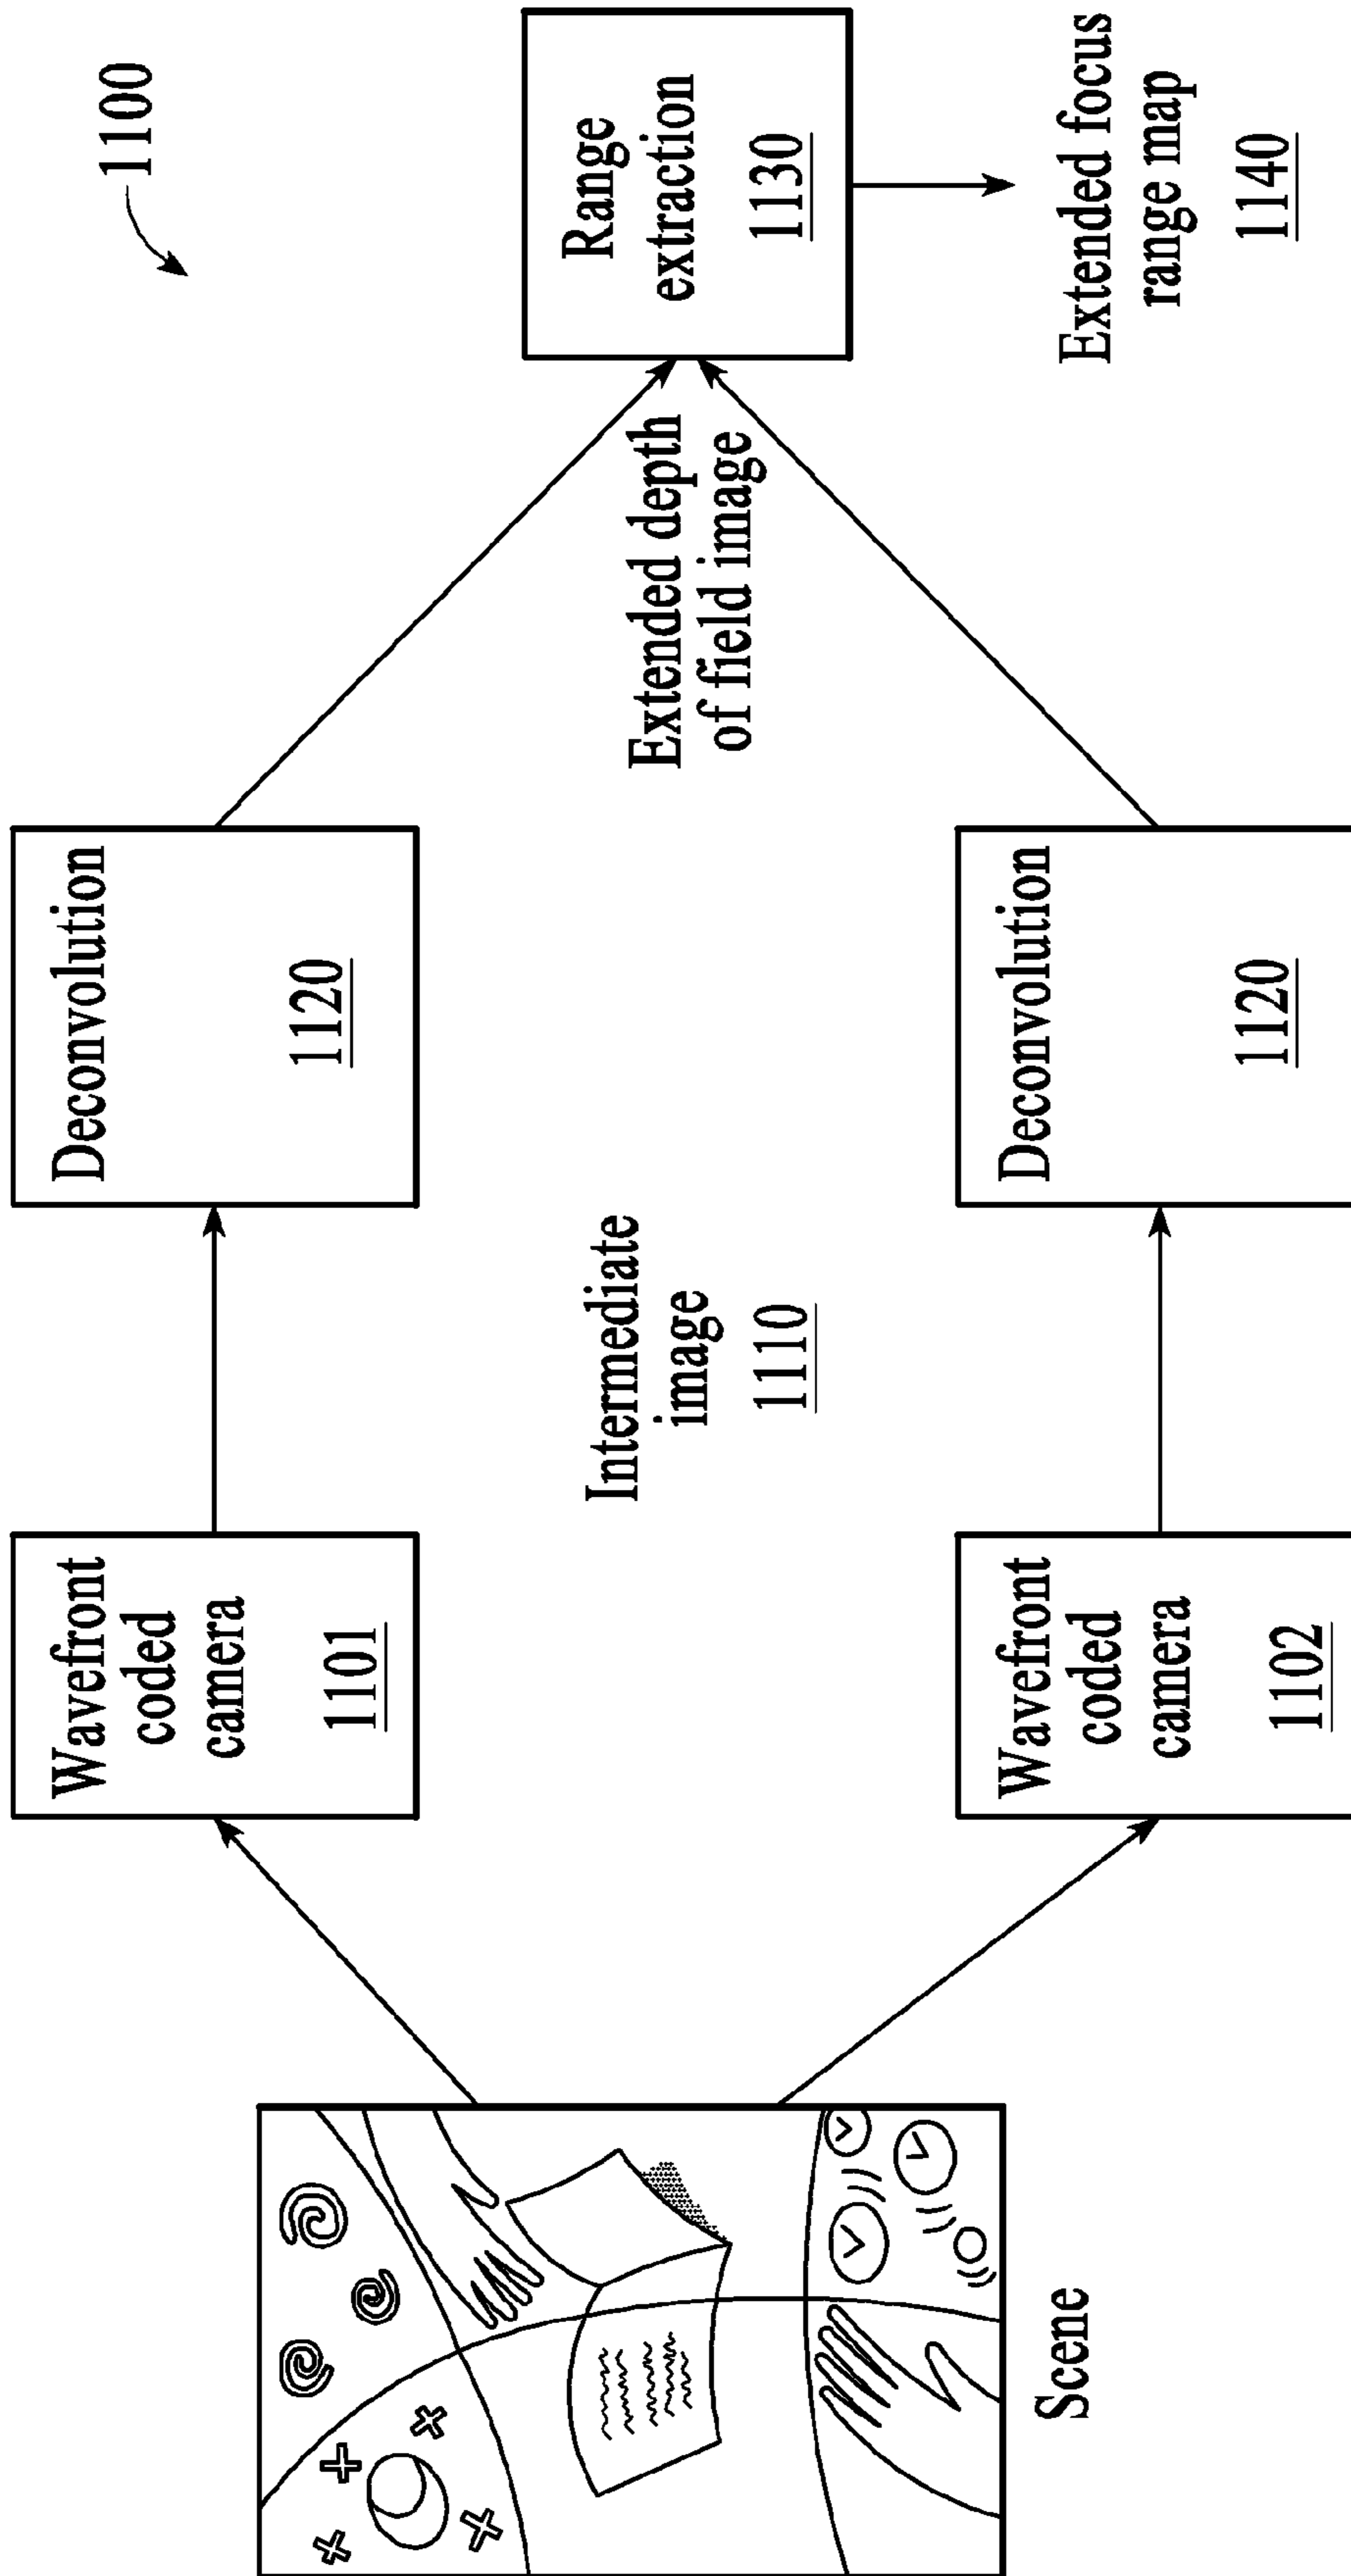 1100
Scene
Wavefront
coded
camera
1101
Wavefront
coded
camera
1102
Intermediate
image
1110
Deconvolution
1120
Deconvolution
1120
Extended depth
of field image
Range
extraction
1130
Extended focus
range map
1140